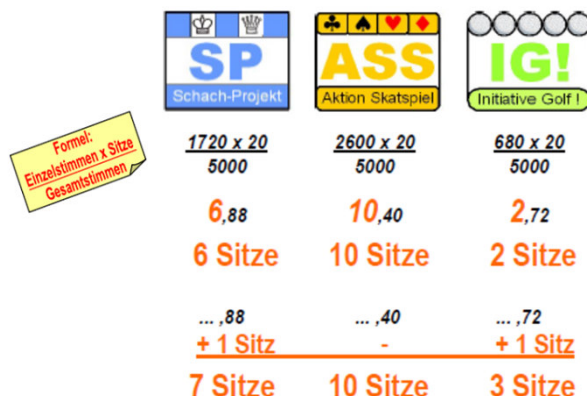 SP
Schach-Projekt
ASS
Aktion Skatspiel
IG!
Initiative Golf !
Formel:
Einzelstimmen x Sitze
Gesamtstimmen
1720 x 20 2600 x 20 680 x 20
5000 5000 5000
6,88 10,40 2,72
6 Sitze 10 Sitze 2 Sitze
... ,88 ... ,40 ... ,72
+ 1 Sitz - + 1 Sitz
7 Sitze 10 Sitze 3 Sitze